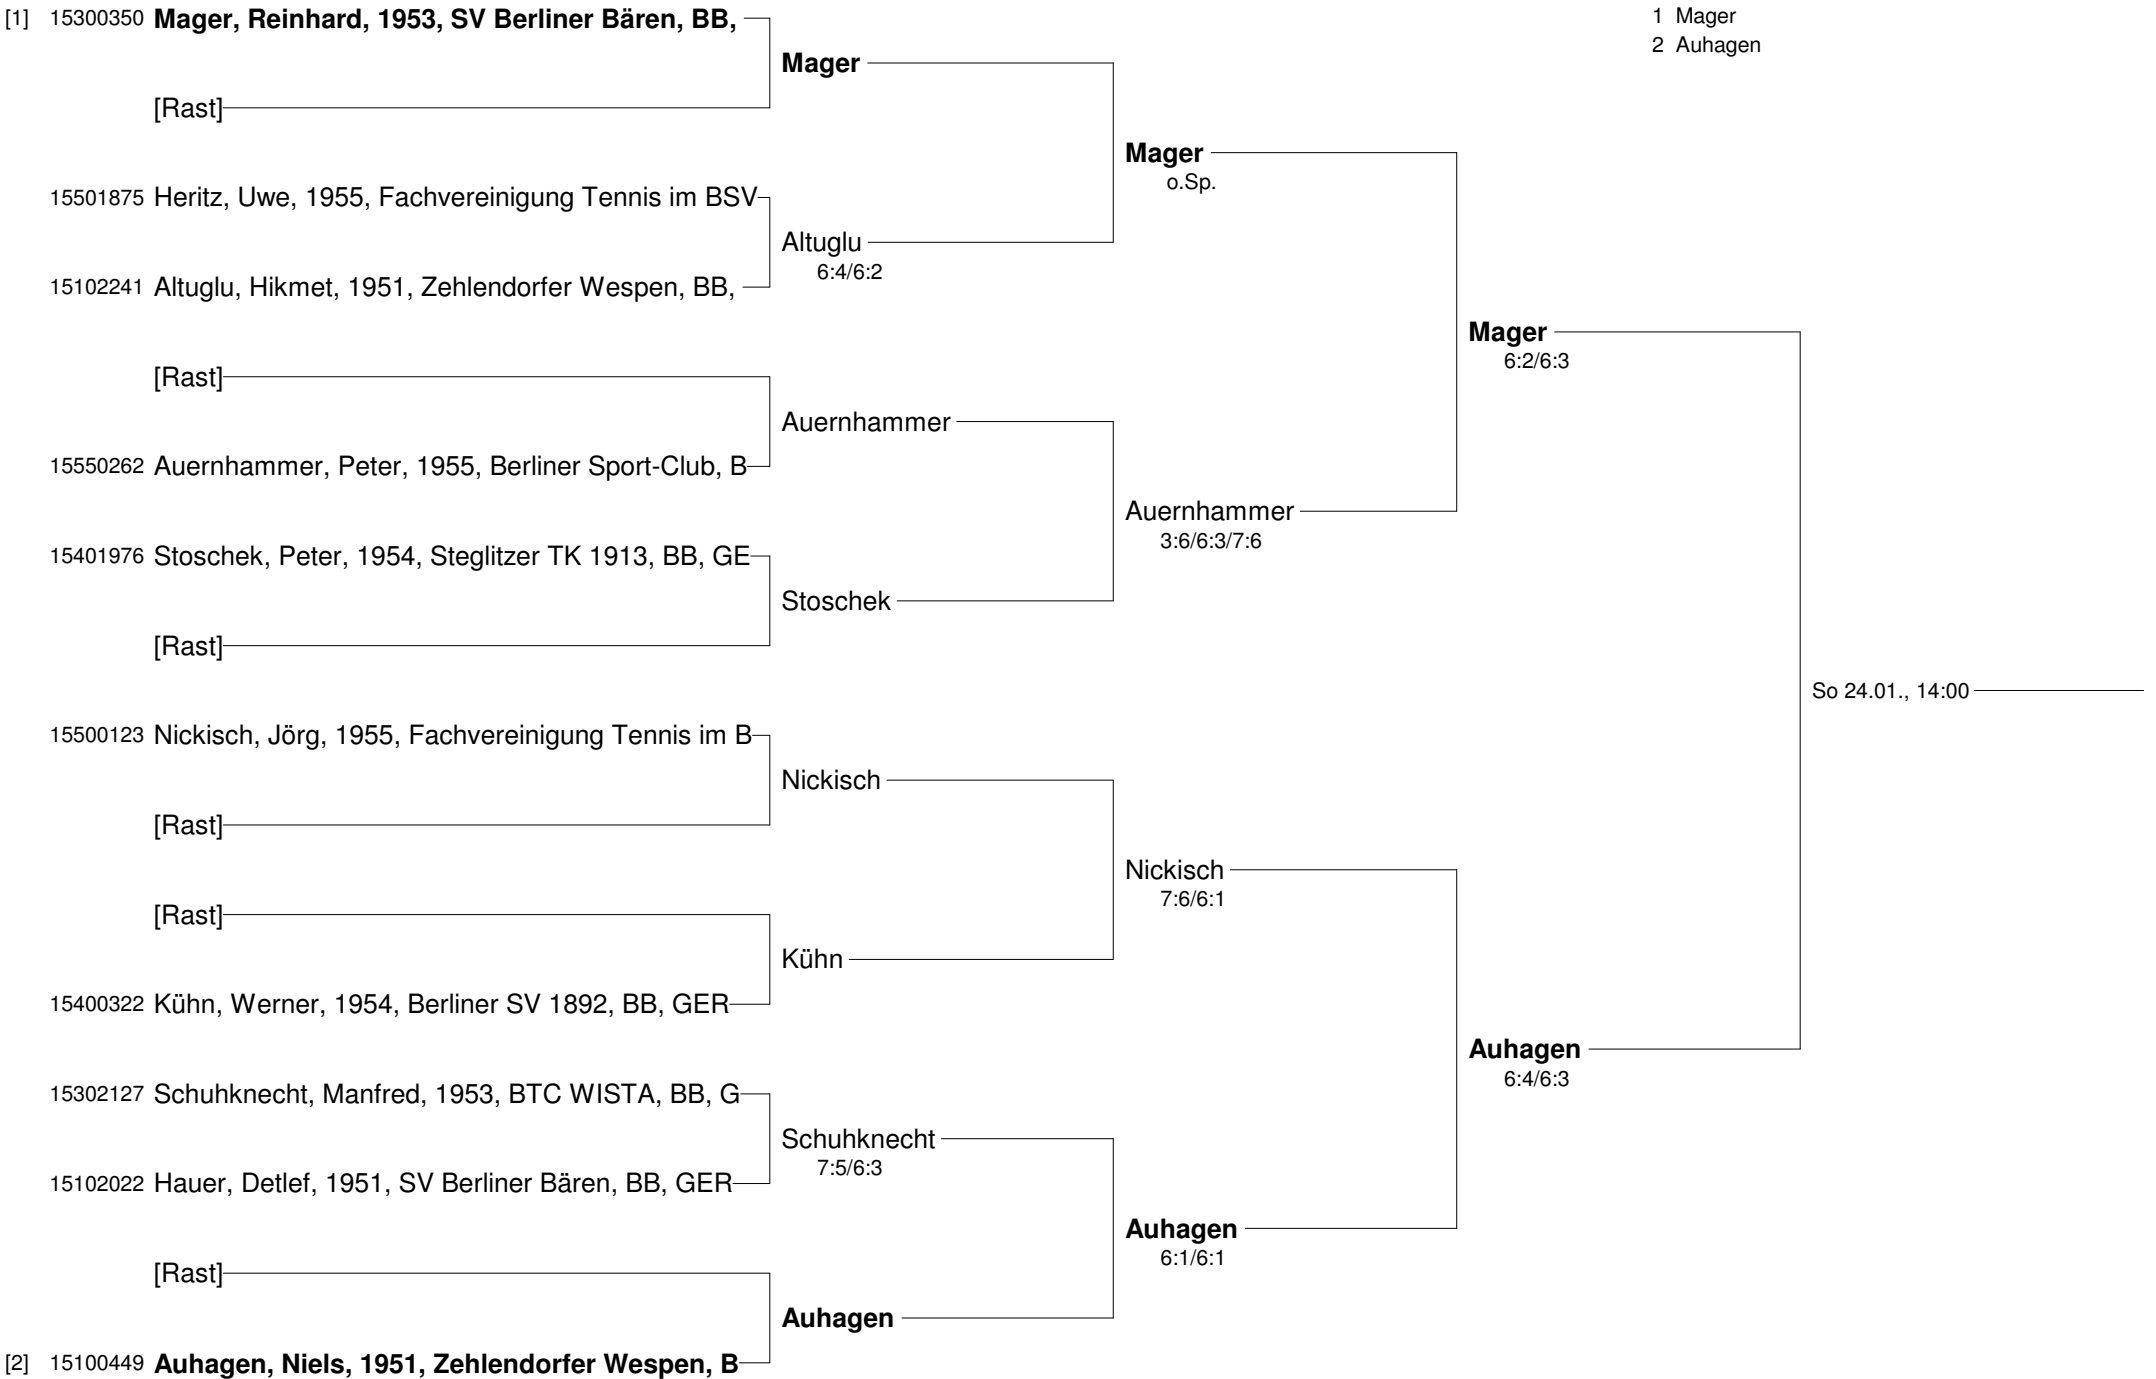 [1] 15300350 Mager, Reinhard, 1953, SV Berliner Bären, BB,
[Rast]
15501875 Heritz, Uwe, 1955, Fachvereinigung Tennis im BSV
15102241 Altuglu, Hikmet, 1951, Zehlendorfer Wespen, BB,
[Rast]
15550262 Auernhammer, Peter, 1955, Berliner Sport-Club, B
15401976 Stoschek, Peter, 1954, Steglitzer TK 1913, BB, GE
[Rast]
15500123 Nickisch, Jörg, 1955, Fachvereinigung Tennis im B
[Rast]
[Rast]
15400322 Kühn, Werner, 1954, Berliner SV 1892, BB, GER
15302127 Schuhknecht, Manfred, 1953, BTC WISTA, BB, G
15102022 Hauer, Detlef, 1951, SV Berliner Bären, BB, GER
[Rast]
[2] 15100449 Auhagen, Niels, 1951, Zehlendorfer Wespen, B
Mager
Altuglu
6:4/6:2
Auernhammer
Stoschek
Nickisch
Kühn
Schuhknecht
7:5/6:3
Auhagen
Mager
o.Sp.
Auernhammer
3:6/6:3/7:6
Nickisch
7:6/6:1
Auhagen
6:1/6:1
Mager
6:2/6:3
Auhagen
6:4/6:3
So 24.01., 14:00
1 Mager
2 Auhagen